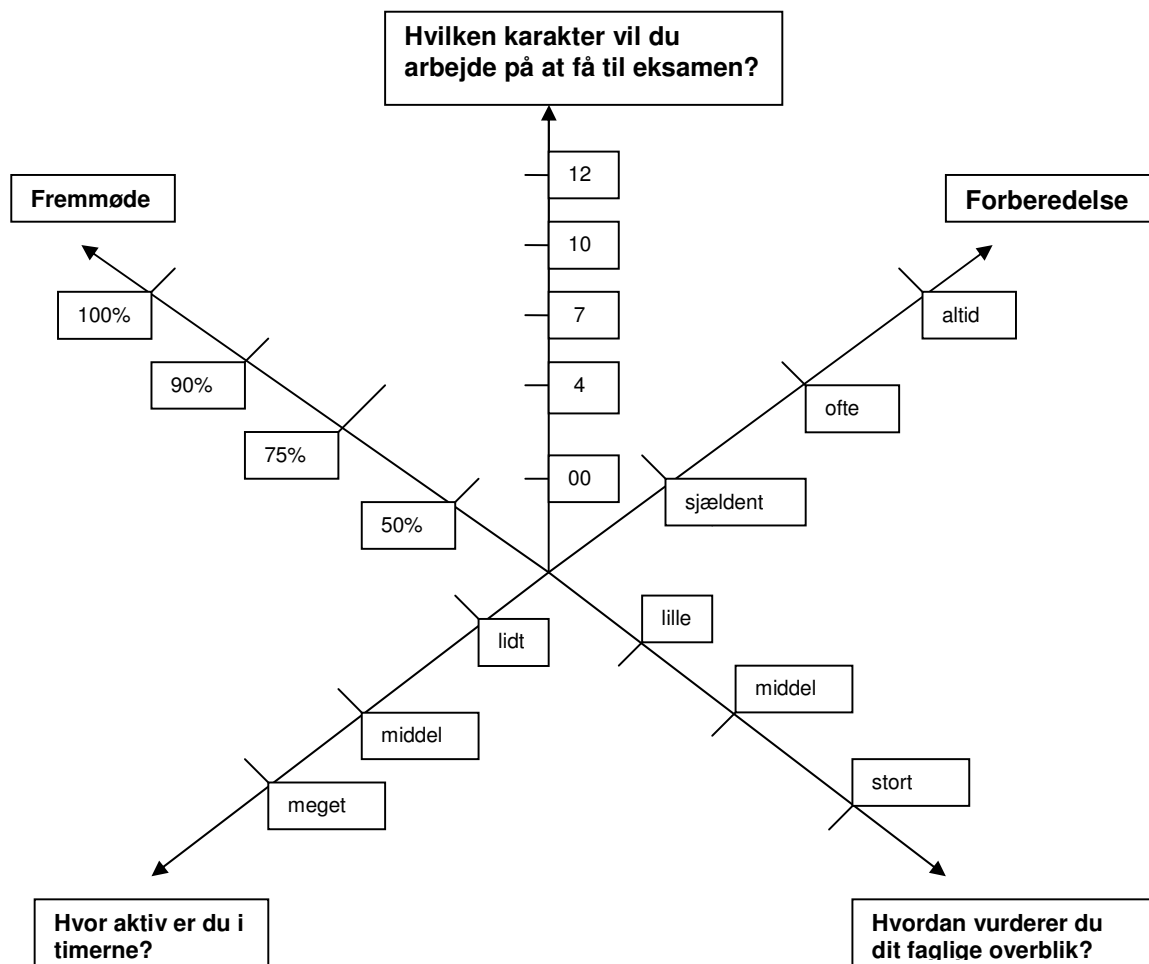 Hvilken karakter vil du
arbejde på at få til eksamen?
Fremmøde
Forberedelse
12
10
7
4
00
100%
90%
75%
50%
altid
ofte
sjældent
lidt
middel
meget
lille
middel
stort
Hvor aktiv er du i
timerne?
Hvordan vurderer du
dit faglige overblik?